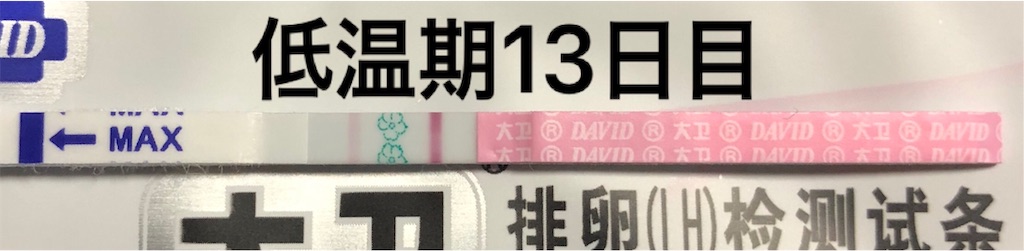 低温期13日目
MAX
大卫 ® DAVID ® 大卫 ® DAVID ® 大卫 ® DAVID ®
大卫 ® DAVID ® 大卫 ® DAVID ® 大卫 ® DAVID
排卵(LH)检测试条